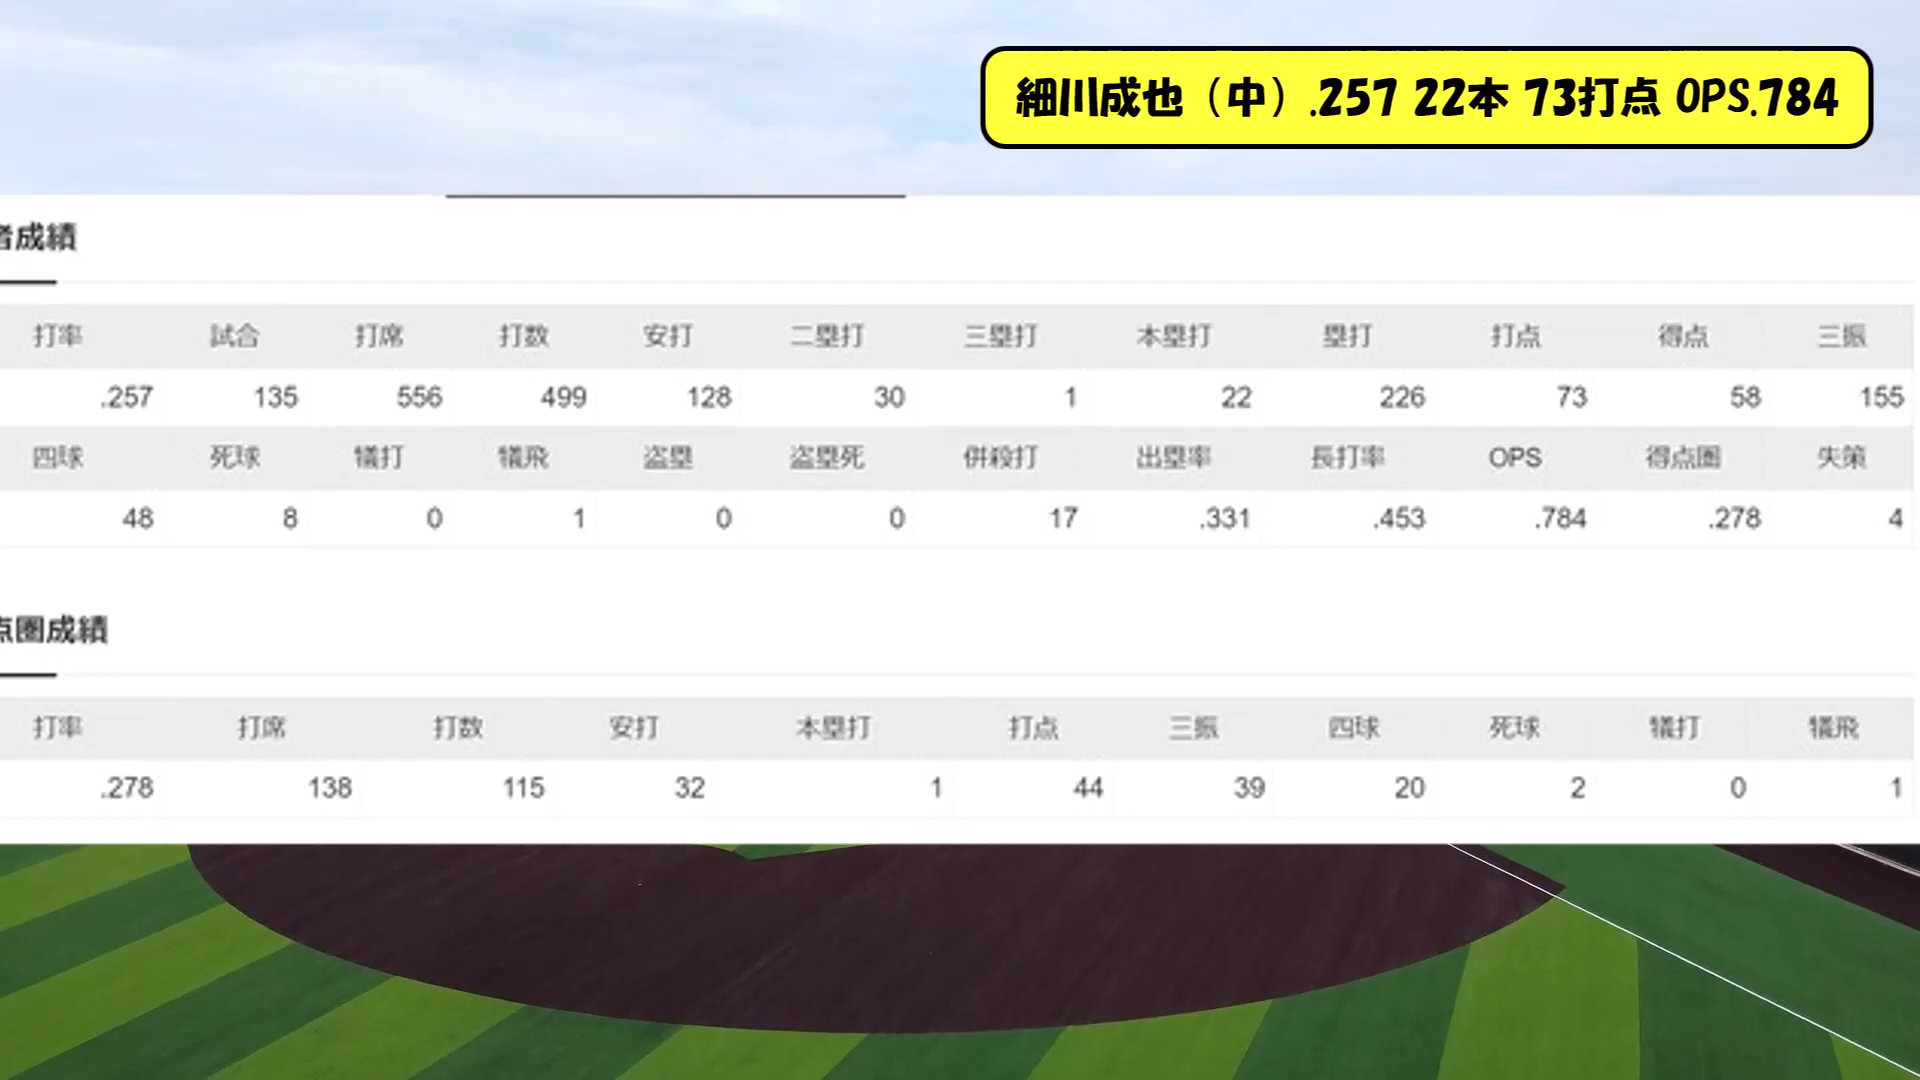 細川成也（中）.257 22本 73打点 OPS.784
者成績
打率 試合 打席 打数 安打 二塁打 三塁打 本塁打 塁打 打点 得点 三振
.257 135 556 499 128 30 1 22 226 73 58 155
四球 死球 犠打 犠飛 盗塁 盗塁死 併殺打 出塁率 長打率 OPS 得点圏 失策
48 8 0 1 0 0 17 .331 .453 .784 .278 4
点圏成績
打率 打席 打数 安打 本塁打 打点 三振 四球 死球 犠打 犠飛
.278 138 115 32 1 44 39 20 2 0 1